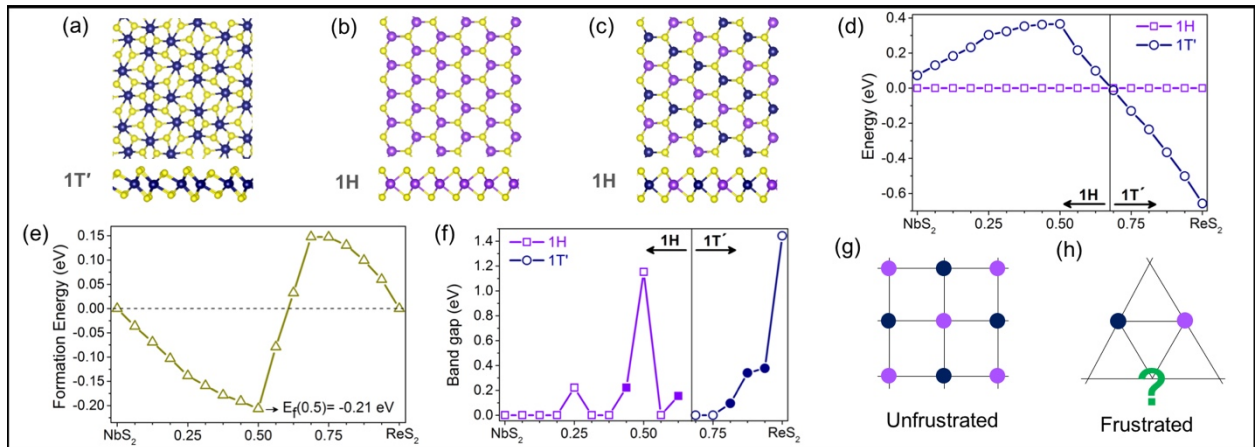 (a)
(b)
(c)
1T′
1H
1H
(d)
Energy (eV)
0.4
0.2
0.0
-0.2
-0.4
-0.6
1H
1T'
1H
1T´
NbS₂
0.25
0.50
0.75
ReS₂
(e)
Formation Energy (eV)
0.15
0.10
0.05
0.00
-0.05
-0.10
-0.15
-0.20
E_f(0.5)= -0.21 eV
NbS₂
0.25
0.50
0.75
ReS₂
(f)
Band gap (eV)
1.4
1.2
1.0
0.8
0.6
0.4
0.2
0.0
1H
1T'
1H
1T´
NbS₂
0.25
0.50
0.75
ReS₂
(g)
Unfrustrated
(h)
?
Frustrated